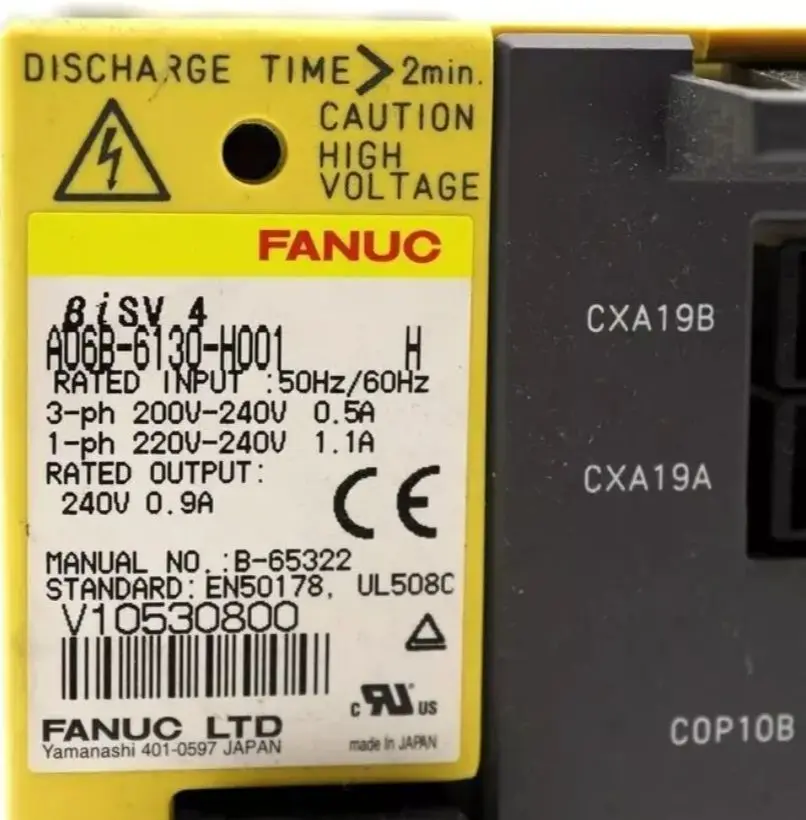 DISCHARGE TIME>2min.
CAUTION
HIGH
VOLTAGE
FANUC
βiSV 4
A06B-6130-H001 H
RATED INPUT :50Hz/60Hz
3-ph 200V-240V 0.5A
1-ph 220V-240V 1.1A
RATED OUTPUT:
240V 0.9A
CE
MANUAL NO.:B-65322
STANDARD:EN50178, UL508C
V10530800
c RU US
FANUC LTD
Yamanashi 401-0597 JAPAN
made In JAPAN
CXA19B
CXA19A
COP10B